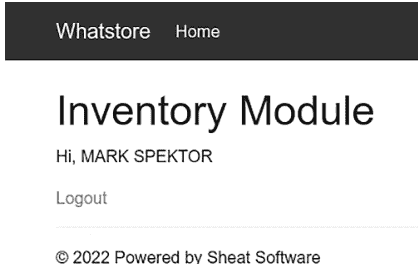 Whatstore Home
Inventory Module
Hi, MARK SPEKTOR
Logout
© 2022 Powered by Sheat Software